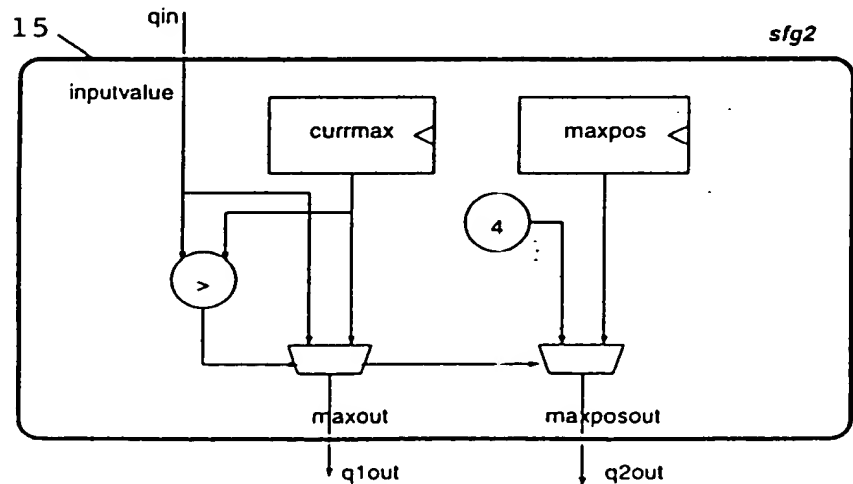 15
qin
sfg2
inputvalue
currmax
maxpos
4
>
maxout
maxposout
q1out
q2out